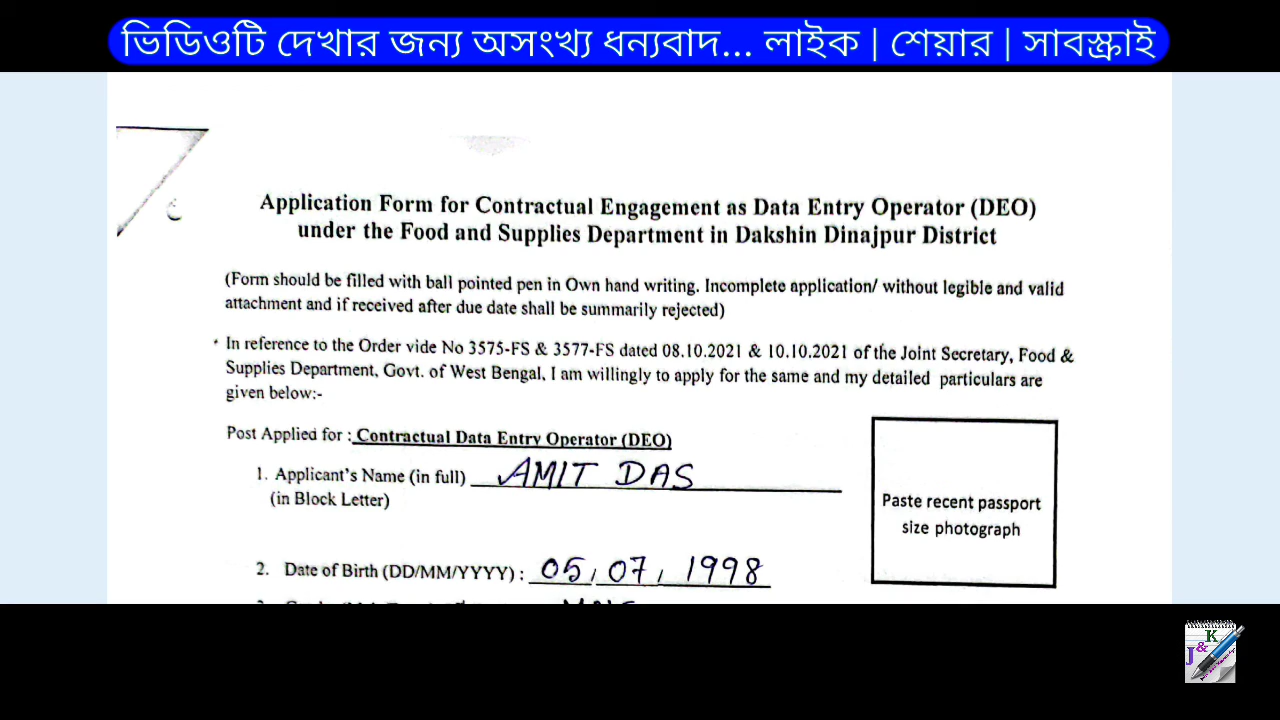 ভিডিওটি দেখার জন্য অসংখ্য ধন্যবাদ... লাইক | শেয়ার | সাবস্ক্রাই
Application Form for Contractual Engagement as Data Entry Operator (DEO)
under the Food and Supplies Department in Dakshin Dinajpur District
(Form should be filled with ball pointed pen in Own hand writing. Incomplete application/ without legible and valid
attachment and if received after due date shall be summarily rejected)
In reference to the Order vide No 3575-FS & 3577-FS dated 08.10.2021 & 10.10.2021 of the Joint Secretary, Food &
Supplies Department, Govt. of West Bengal, I am willingly to apply for the same and my detailed particulars are
given below:-
Post Applied for : Contractual Data Entry Operator (DEO)
1. Applicant's Name (in full) AMIT DAS
(in Block Letter)
Paste recent passport
size photograph
2. Date of Birth (DD/MM/YYYY) : 05, 07, 1998
J & K